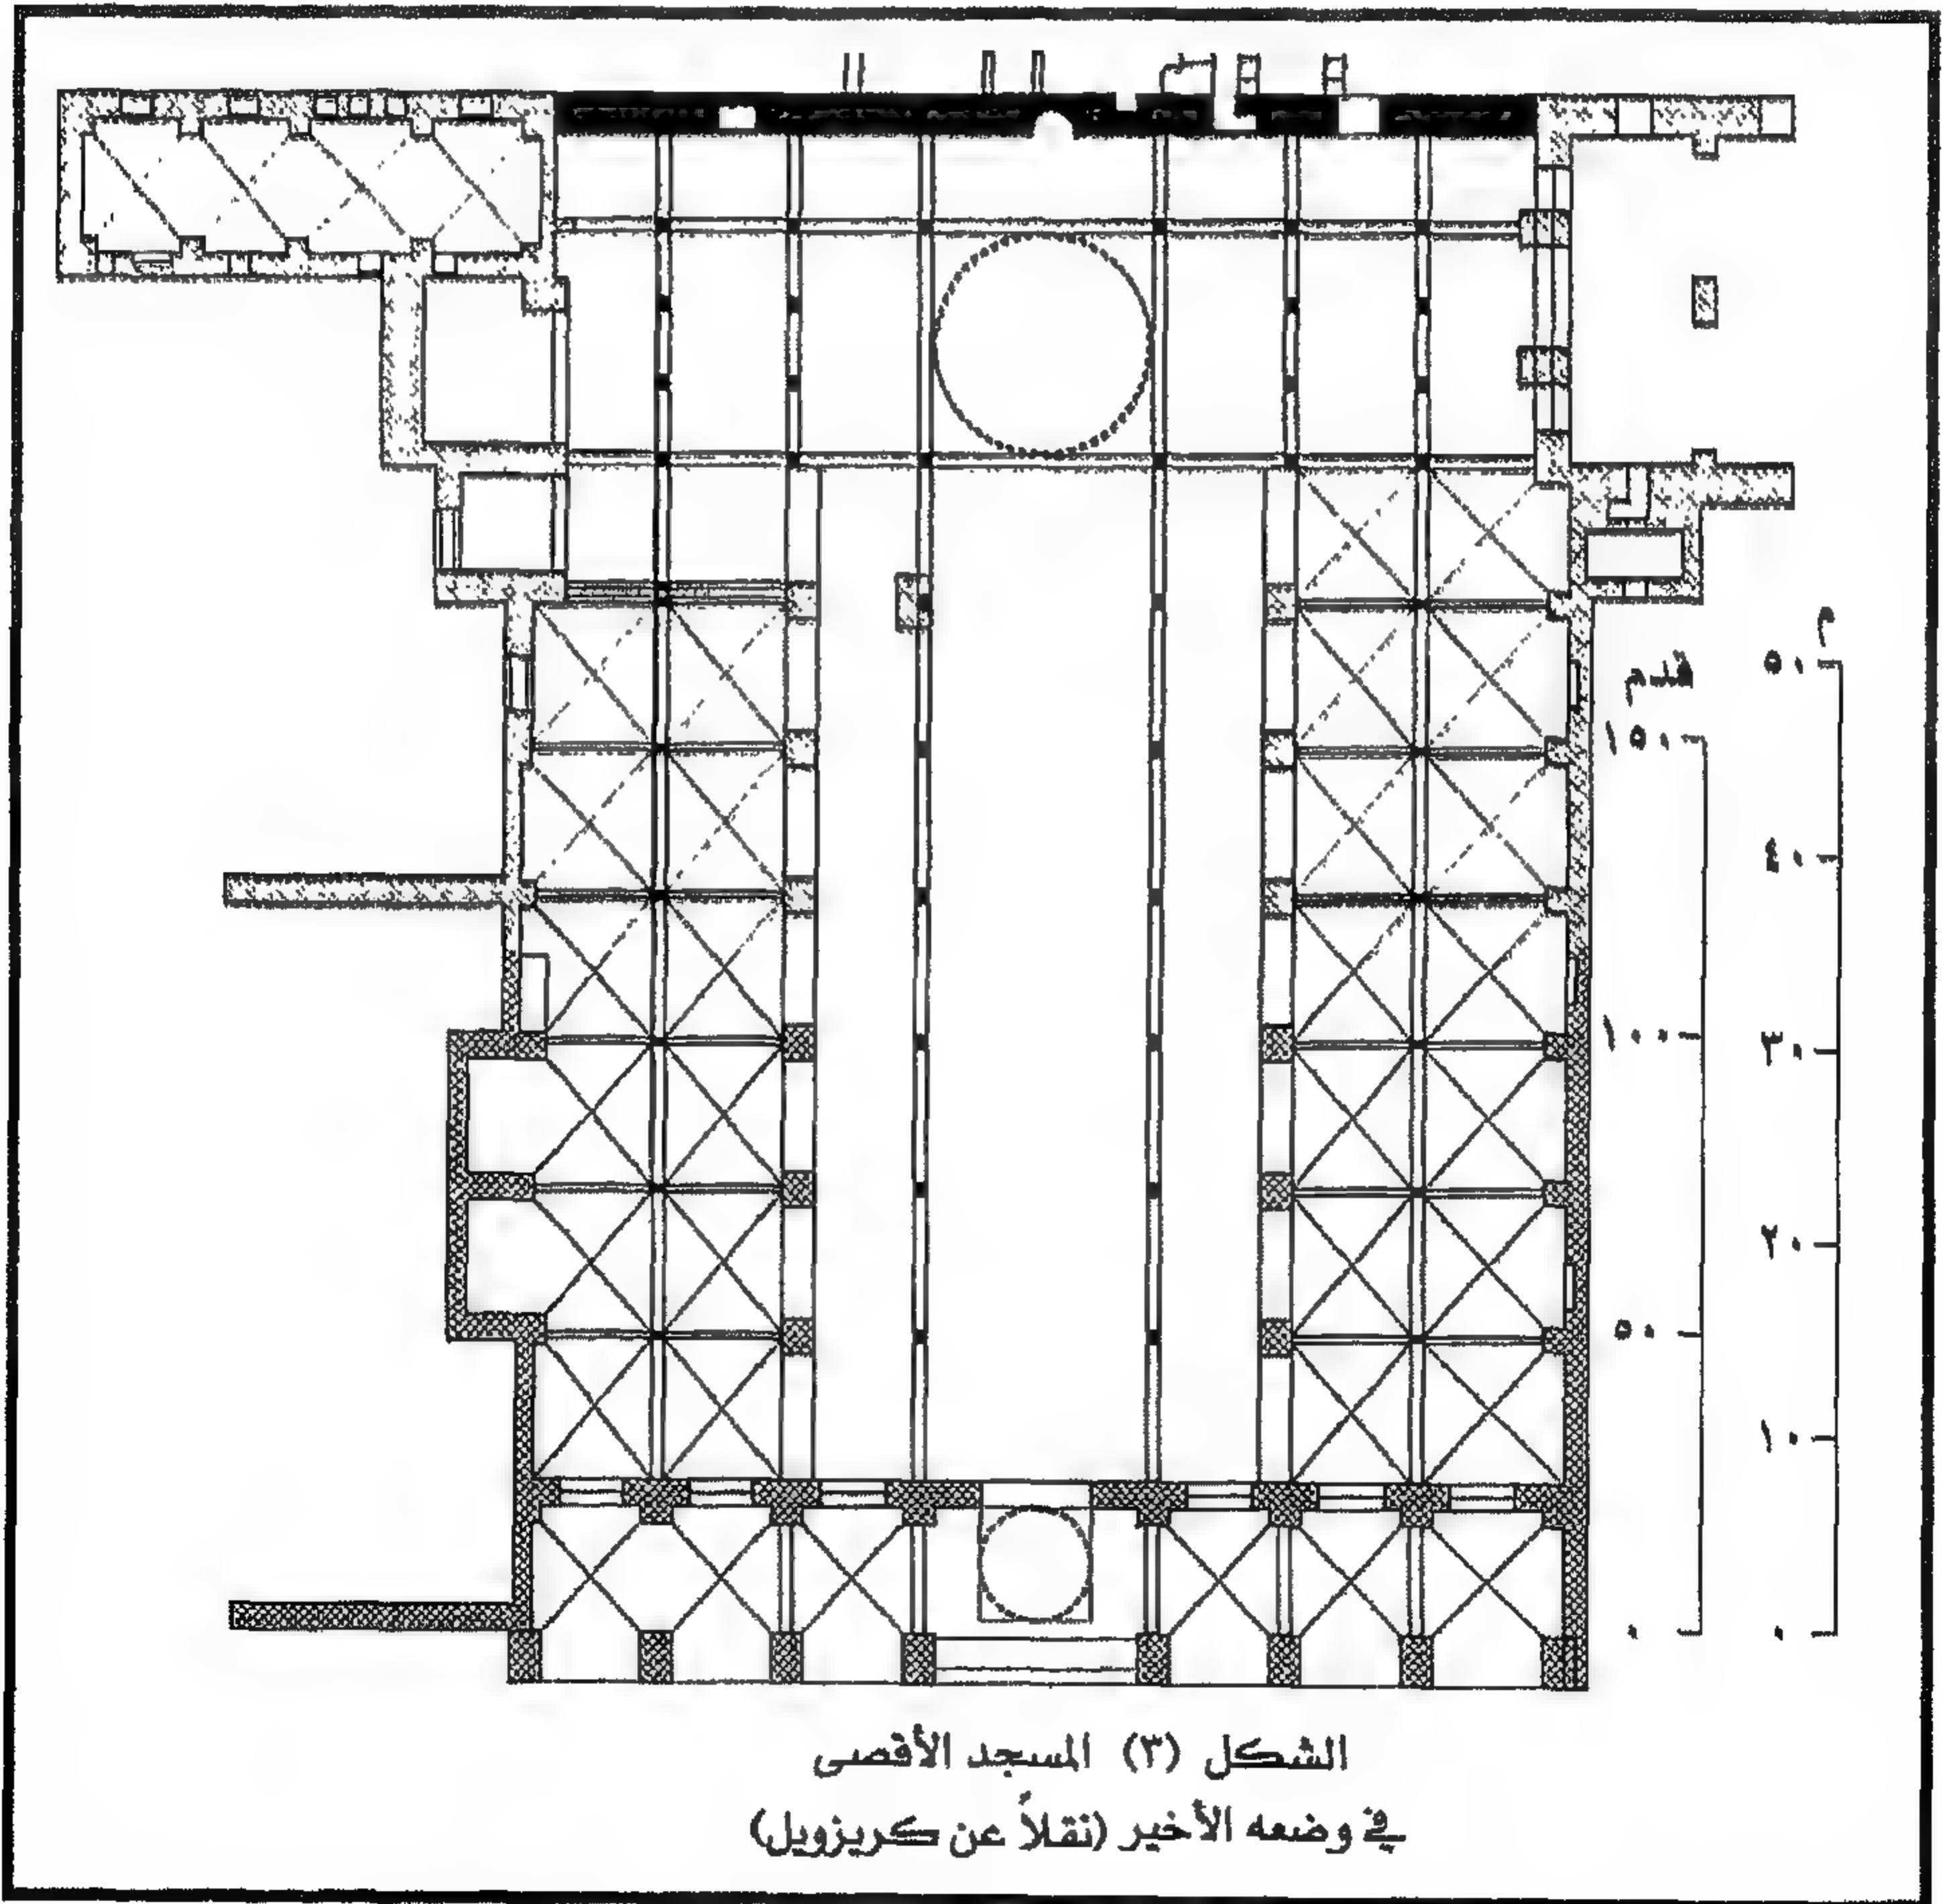 م
٥٠
قدم
١٥٠
٤٠
١٠٠
٣٠
٢٠
٥٠
١٠
٠
٠
الشكل (٣) المسجد الأقصى
في وضعه الأخير (نقلاً عن كريزويل)